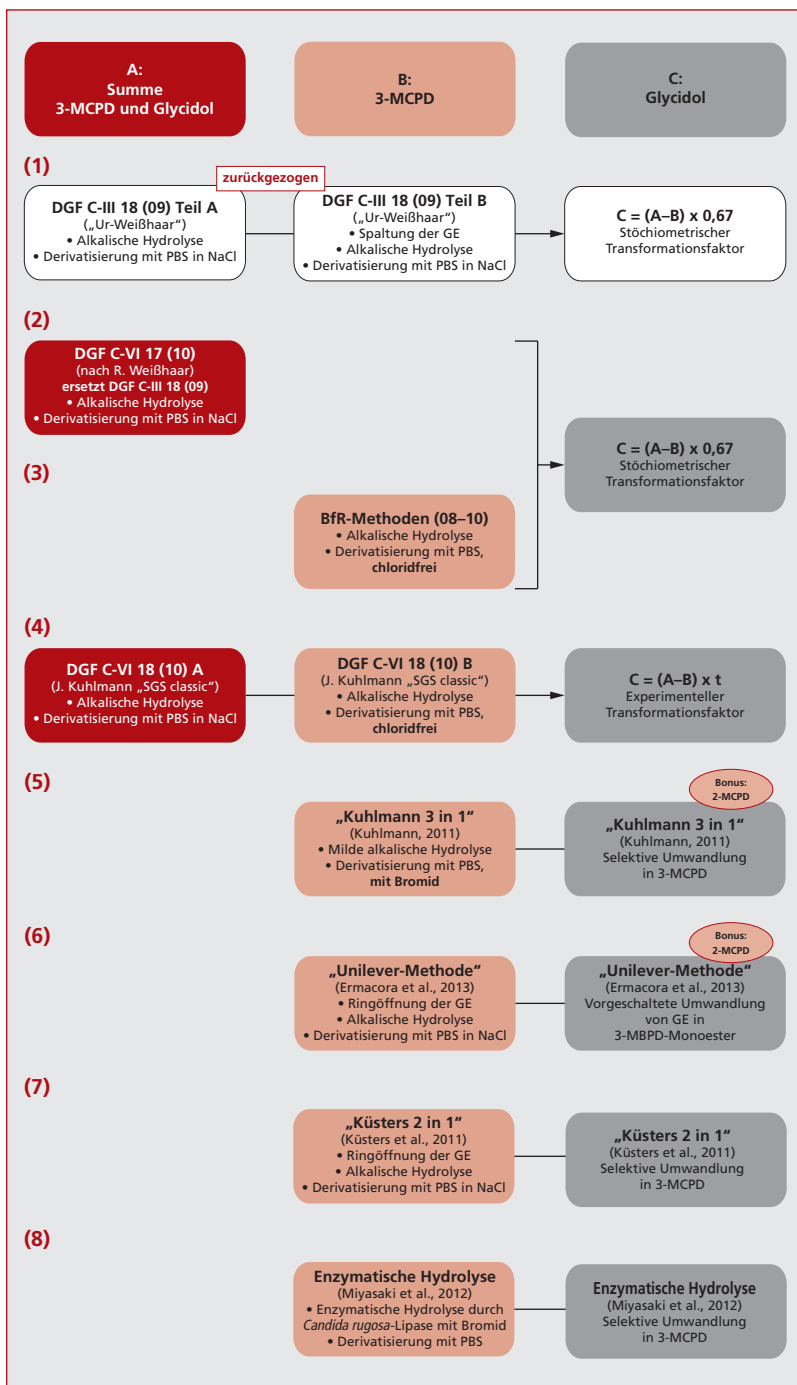 A:
Summe
3-MCPD und Glycidol
B:
3-MCPD
C:
Glycidol
(1)
zurückgezogen
DGF C-III 18 (09) Teil A
(„Ur-Weißhaar“)
• Alkalische Hydrolyse
• Derivatisierung mit PBS in NaCl
DGF C-III 18 (09) Teil B
(„Ur-Weißhaar“)
• Spaltung der GE
• Alkalische Hydrolyse
• Derivatisierung mit PBS in NaCl
C = (A–B) x 0,67
Stöchiometrischer
Transformationsfaktor
(2)
DGF C-VI 17 (10)
(nach R. Weißhaar)
ersetzt DGF C-III 18 (09)
• Alkalische Hydrolyse
• Derivatisierung mit PBS in NaCl
C = (A–B) x 0,67
Stöchiometrischer
Transformationsfaktor
(3)
BfR-Methoden (08–10)
• Alkalische Hydrolyse
• Derivatisierung mit PBS,
chloridfrei
(4)
DGF C-VI 18 (10) A
(J. Kuhlmann „SGS classic“)
• Alkalische Hydrolyse
• Derivatisierung mit PBS in NaCl
DGF C-VI 18 (10) B
(J. Kuhlmann „SGS classic“)
• Alkalische Hydrolyse
• Derivatisierung mit PBS,
chloridfrei
C = (A–B) x t
Experimenteller
Transformationsfaktor
(5)
„Kuhlmann 3 in 1“
(Kuhlmann, 2011)
• Milde alkalische Hydrolyse
• Derivatisierung mit PBS,
mit Bromid
Bonus:
2-MCPD
„Kuhlmann 3 in 1“
(Kuhlmann, 2011)
Selektive Umwandlung
in 3-MCPD
(6)
„Unilever-Methode“
(Ermacora et al., 2013)
• Ringöffnung der GE
• Alkalische Hydrolyse
• Derivatisierung mit PBS in NaCl
Bonus:
2-MCPD
„Unilever-Methode“
(Ermacora et al., 2013)
Vorgeschaltete Umwandlung
von GE in
3-MBPD-Monoester
(7)
„Küsters 2 in 1“
(Küsters et al., 2011)
• Ringöffnung der GE
• Alkalische Hydrolyse
• Derivatisierung mit PBS in NaCl
„Küsters 2 in 1“
(Küsters et al., 2011)
Selektive Umwandlung
in 3-MCPD
(8)
Enzymatische Hydrolyse
(Miyasaki et al., 2012)
• Enzymatische Hydrolyse durch
Candida rugosa-Lipase mit Bromid
• Derivatisierung mit PBS
Enzymatische Hydrolyse
(Miyasaki et al., 2012)
Selektive Umwandlung
in 3-MCPD